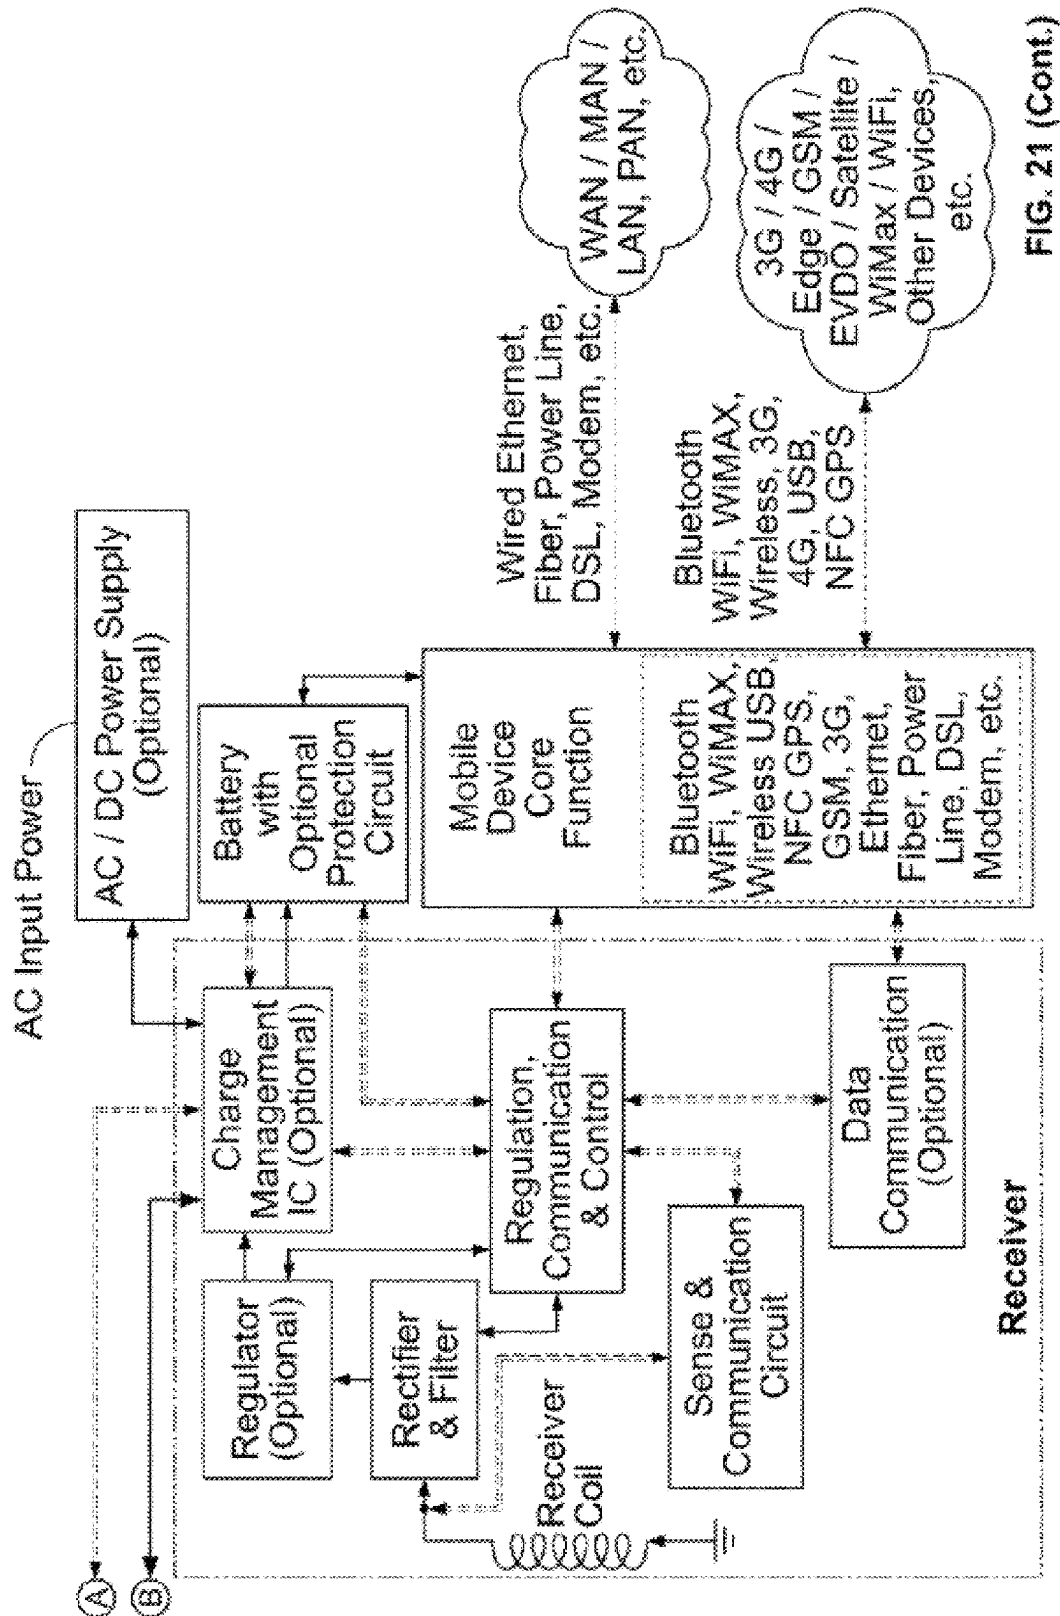 AC Input Power
A
B
AC / DC Power Supply
(Optional)
Regulator
(Optional)
Charge
Management
IC (Optional)
Battery
with
Optional
Protection
Circuit
Rectifier
& Filter
Receiver
Coil
Regulation,
Communication
& Control
Mobile
Device
Core
Function
Wired Ethernet,
Fiber, Power Line,
DSL, Modem, etc.
WAN / MAN /
LAN, PAN, etc.
Sense &
Communication
Circuit
Data
Communication
(Optional)
Bluetooth
WiFi, WiMAX,
Wireless USB,
NFC GPS,
GSM, 3G,
Ethernet,
Fiber, Power
Line, DSL,
Modem, etc.
Bluetooth
WiFi, WiMAX,
Wireless, 3G,
4G, USB,
NFC GPS
3G / 4G /
Edge / GSM /
EVDO / Satellite /
WiMax / WiFi,
Other Devices,
etc.
Receiver
FIG. 21 (Cont.)